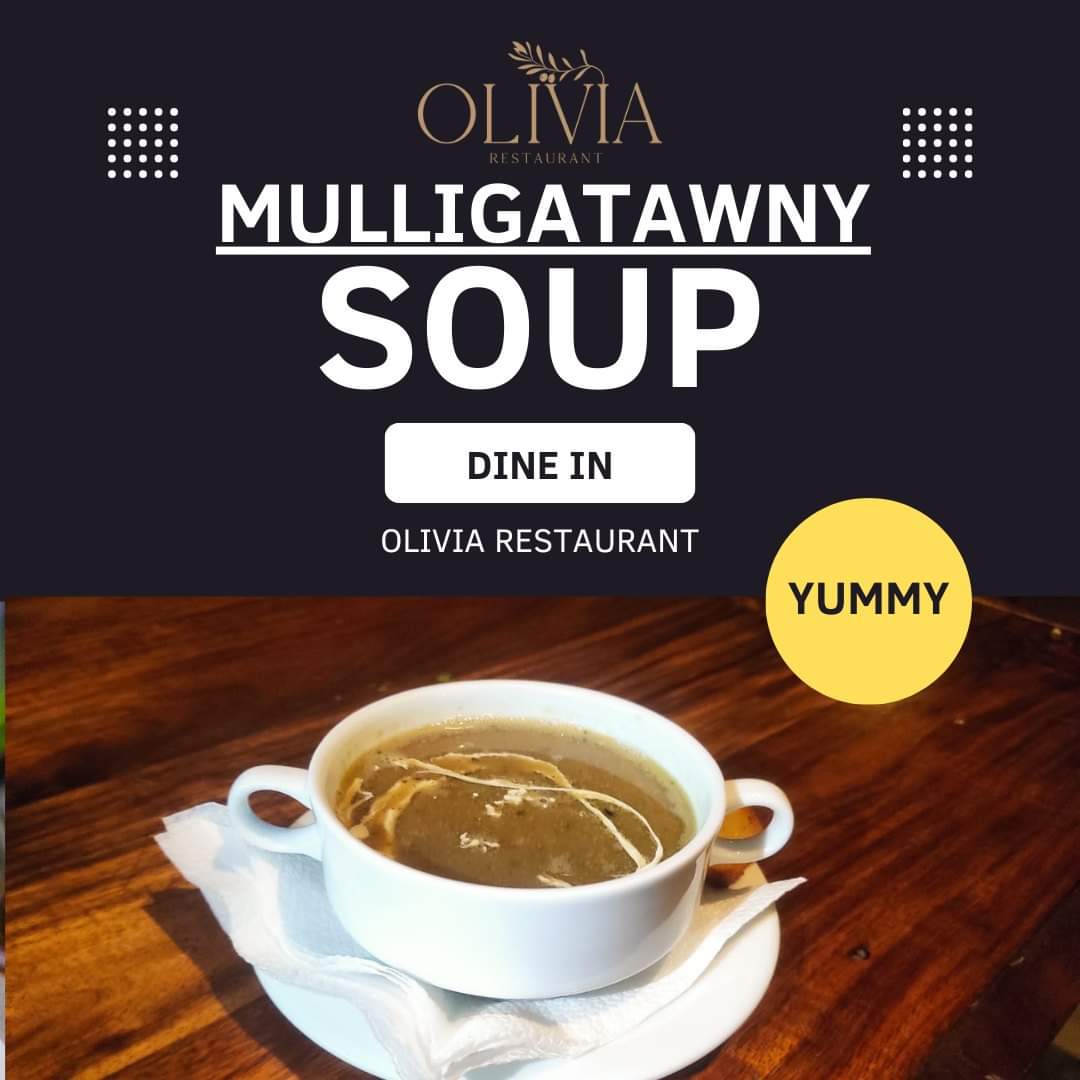 OLIVIA
RESTAURANT
MULLIGATAWNY
SOUP
DINE IN
OLIVIA RESTAURANT
YUMMY